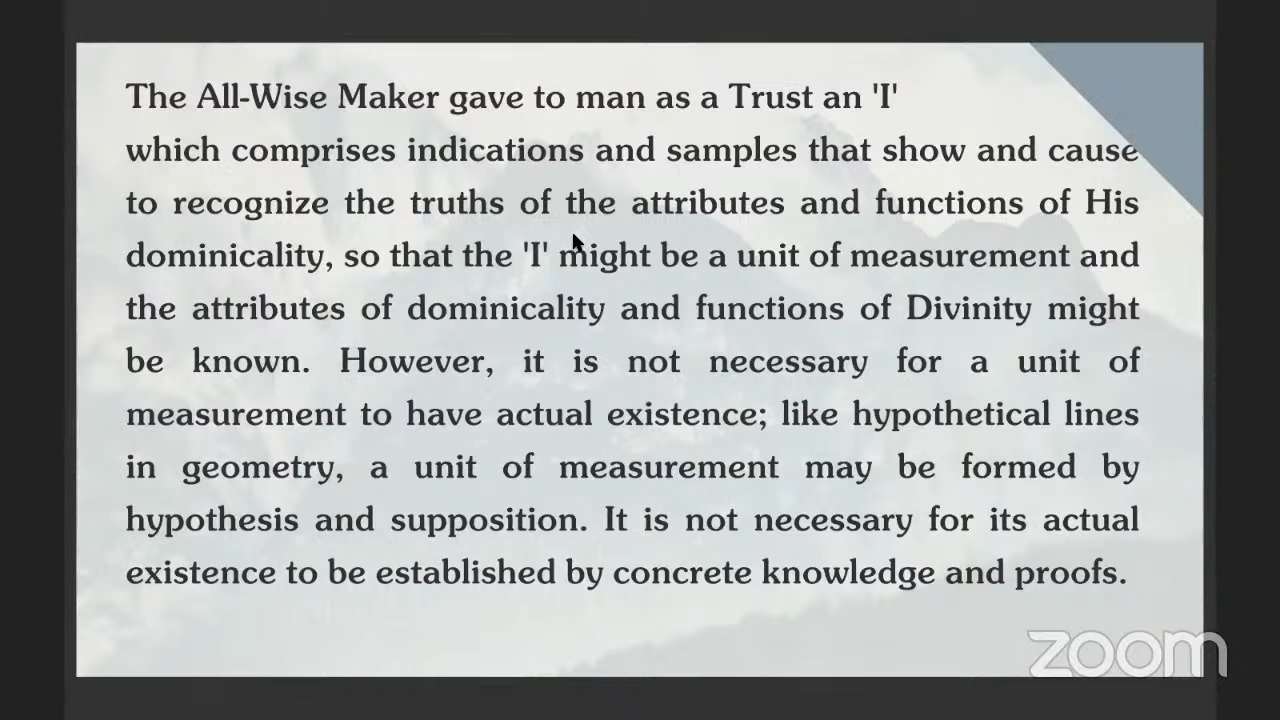 The All-Wise Maker gave to man as a Trust an 'I'
which comprises indications and samples that show and cause
to recognize the truths of the attributes and functions of His
dominicality, so that the 'I' might be a unit of measurement and
the attributes of dominicality and functions of Divinity might
be known. However, it is not necessary for a unit of
measurement to have actual existence; like hypothetical lines
in geometry, a unit of measurement may be formed by
hypothesis and supposition. It is not necessary for its actual
existence to be established by concrete knowledge and proofs.
zoom